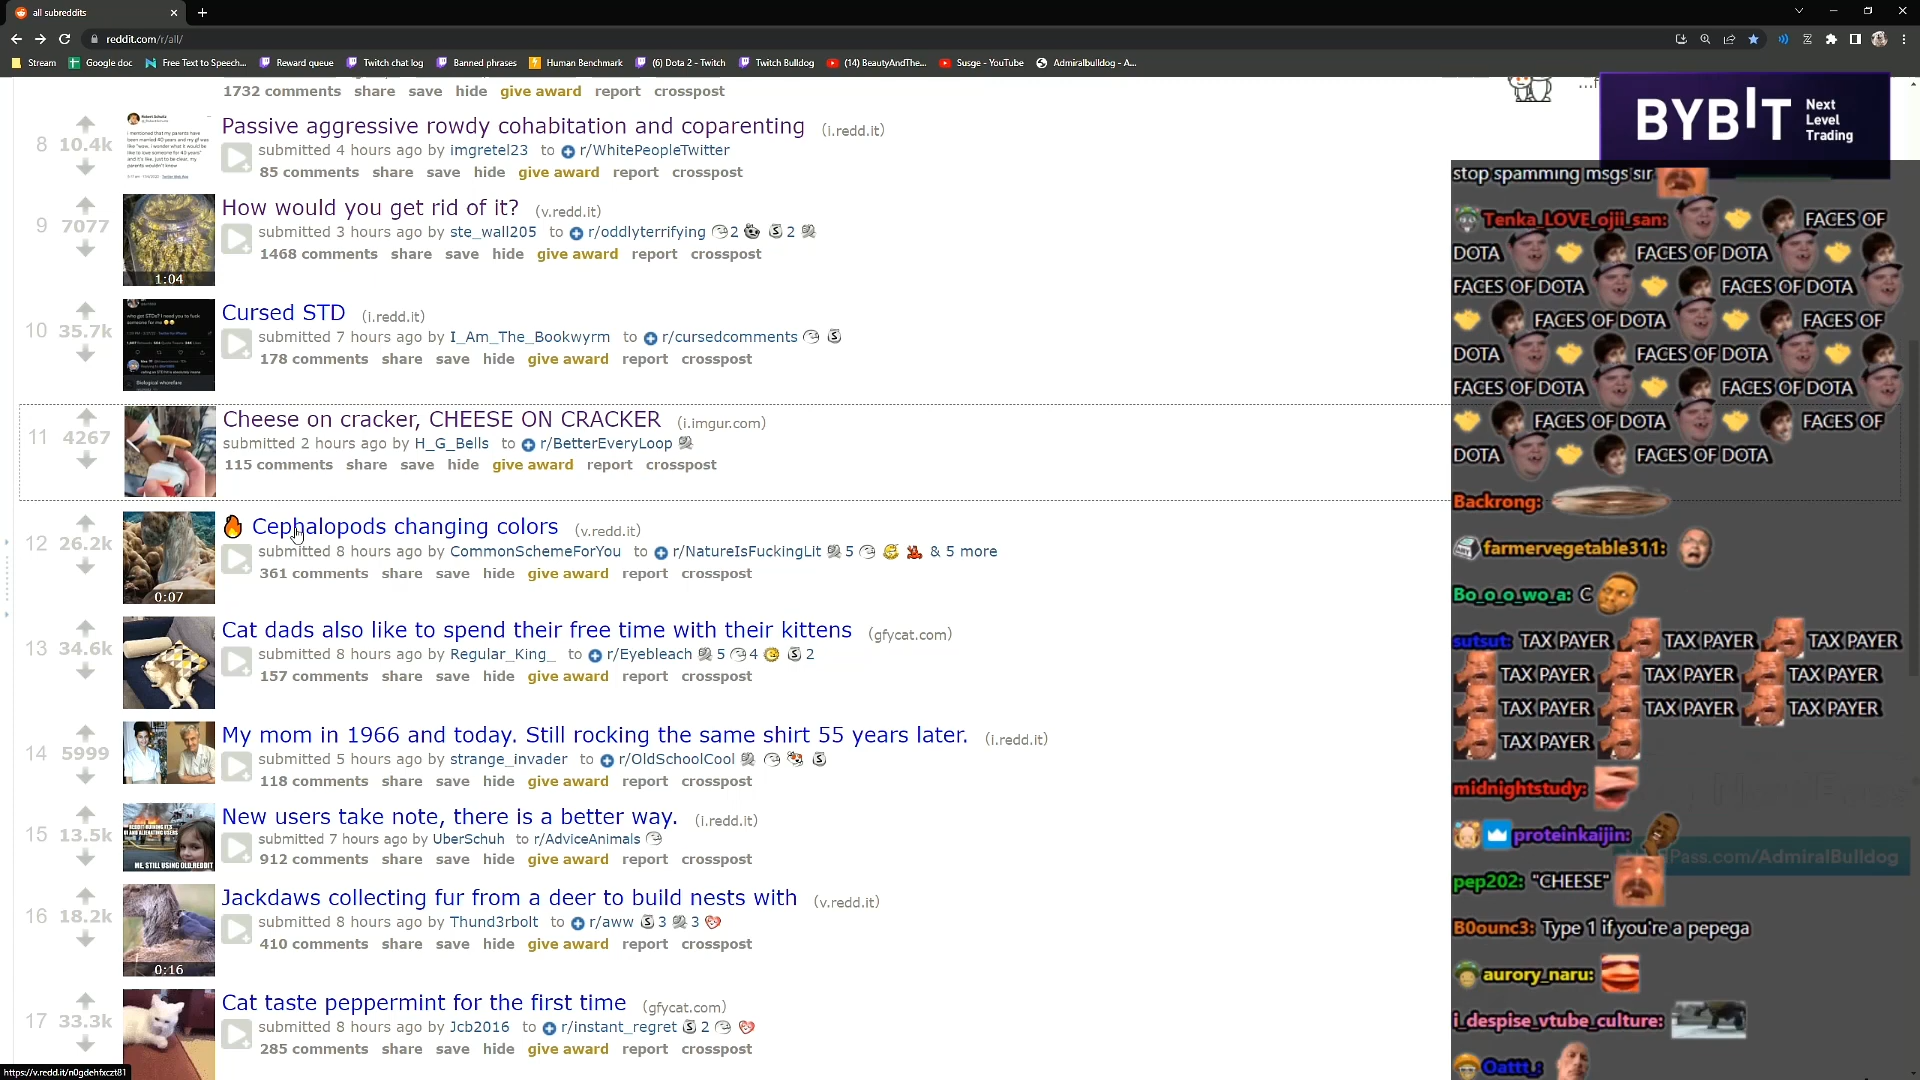 all subreddits
reddit.com/r/all/
Stream
Google doc
Free Text to Speech...
Reward queue
Twitch chat log
Banned phrases
Human Benchmark
(6) Dota 2 - Twitch
Twitch Bulldog
(14) BeautyAndThe...
Susge - YouTube
Admiralbulldog - A...
1732 comments share save hide give award report crosspost
8 10.4k
Passive aggressive rowdy cohabitation and coparenting (i.redd.it)
submitted 4 hours ago by imgretel23 to r/WhitePeopleTwitter
85 comments share save hide give award report crosspost
9 7077
1:04
How would you get rid of it? (v.redd.it)
submitted 3 hours ago by ste_wall205 to r/oddlyterrifying 2 2
1468 comments share save hide give award report crosspost
10 35.7k
Cursed STD (i.redd.it)
submitted 7 hours ago by I_Am_The_Bookwyrm to r/cursedcomments
178 comments share save hide give award report crosspost
11 4267
Cheese on cracker, CHEESE ON CRACKER (i.imgur.com)
submitted 2 hours ago by H_G_Bells to r/BetterEveryLoop
115 comments share save hide give award report crosspost
12 26.2k
0:07
Cephalopods changing colors (v.redd.it)
submitted 8 hours ago by CommonSchemeForYou to r/NatureIsFuckingLit 5 & 5 more
361 comments share save hide give award report crosspost
13 34.6k
Cat dads also like to spend their free time with their kittens (gfycat.com)
submitted 8 hours ago by Regular_King_ to r/Eyebleach 5 4 2
157 comments share save hide give award report crosspost
14 5999
My mom in 1966 and today. Still rocking the same shirt 55 years later. (i.redd.it)
submitted 5 hours ago by strange_invader to r/OldSchoolCool
118 comments share save hide give award report crosspost
15 13.5k
ME, STILL USING OLD.REDDIT
New users take note, there is a better way. (i.redd.it)
submitted 7 hours ago by UberSchuh to r/AdviceAnimals
912 comments share save hide give award report crosspost
16 18.2k
0:16
Jackdaws collecting fur from a deer to build nests with (v.redd.it)
submitted 8 hours ago by Thund3rbolt to r/aww 3 3
410 comments share save hide give award report crosspost
17 33.3k
Cat taste peppermint for the first time (gfycat.com)
submitted 8 hours ago by Jcb2016 to r/instant_regret 2
285 comments share save hide give award report crosspost
https://v.redd.it/n0gdehfxczt81
BYBIT Next
Level
Trading
stop spamming msgs sir
Tenka_LOVE_ojii_san: FACES OF
DOTA FACES OF DOTA
FACES OF DOTA FACES OF DOTA
FACES OF DOTA FACES OF
DOTA FACES OF DOTA
FACES OF DOTA FACES OF DOTA
FACES OF DOTA FACES OF
DOTA FACES OF DOTA
Backrong:
farmervegetable311:
Bo_o_o_wo_a: C
sutsut: TAX PAYER TAX PAYER TAX PAYER
TAX PAYER TAX PAYER TAX PAYER
TAX PAYER TAX PAYER TAX PAYER
TAX PAYER
midnightstudy:
proteinkaijin:
Pass.com/AdmiralBulldog
pep202: "CHEESE"
B0ounc3: Type 1 if you're a pepega
aurory_naru:
i_despise_vtube_culture:
Oattt_: